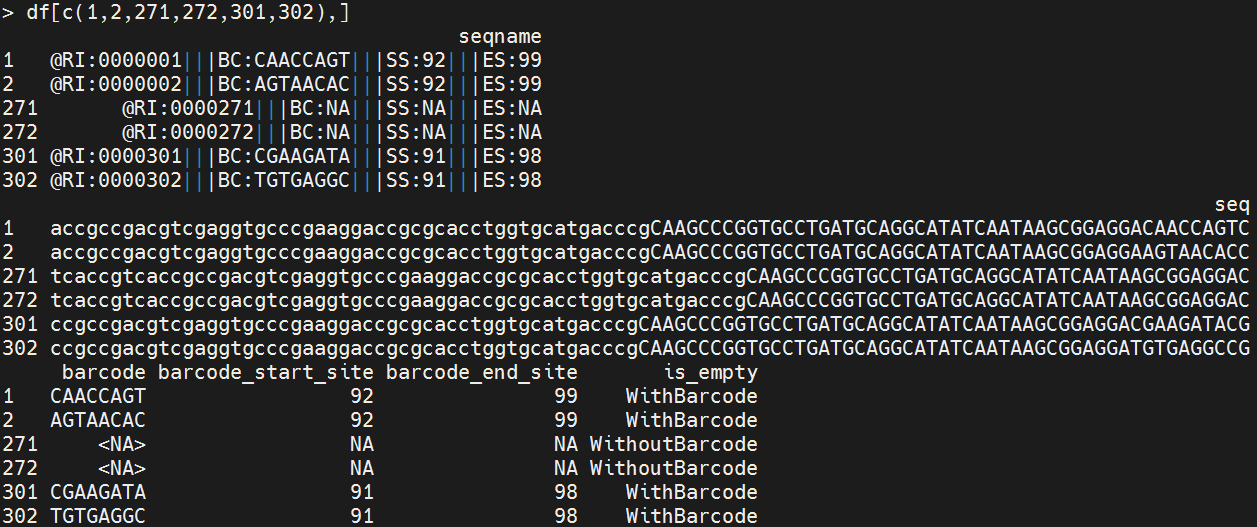 > df[c(1,2,271,272,301,302),]
seqname
1 @RI:0000001|||BC:CAACCAGT|||SS:92|||ES:99
2 @RI:0000002|||BC:AGTAACAC|||SS:92|||ES:99
271 @RI:0000271|||BC:NA|||SS:NA|||ES:NA
272 @RI:0000272|||BC:NA|||SS:NA|||ES:NA
301 @RI:0000301|||BC:CGAAGATA|||SS:91|||ES:98
302 @RI:0000302|||BC:TGTGAGGC|||SS:91|||ES:98
seq
1 accgccgacgtcgaggtgcccgaaggaccgcgcacctggtgcatgacccgCAAGCCCGGTGCCTGATGCAGGCATATCAATAAGCGGAGGACAACCAGTC
2 accgccgacgtcgaggtgcccgaaggaccgcgcacctggtgcatgacccgCAAGCCCGGTGCCTGATGCAGGCATATCAATAAGCGGAGGAAGTAACACC
271 tcaccgtcaccgccgacgtcgaggtgcccgaaggaccgcgcacctggtgcatgacccgCAAGCCCGGTGCCTGATGCAGGCATATCAATAAGCGGAGGAC
272 tcaccgtcaccgccgacgtcgaggtgcccgaaggaccgcgcacctggtgcatgacccgCAAGCCCGGTGCCTGATGCAGGCATATCAATAAGCGGAGGAC
301 ccgccgacgtcgaggtgcccgaaggaccgcgcacctggtgcatgacccgCAAGCCCGGTGCCTGATGCAGGCATATCAATAAGCGGAGGACGAAGATACG
302 ccgccgacgtcgaggtgcccgaaggaccgcgcacctggtgcatgacccgCAAGCCCGGTGCCTGATGCAGGCATATCAATAAGCGGAGGATGTGAGGCCG
barcode barcode_start_site barcode_end_site is_empty
1 CAACCAGT 92 99 WithBarcode
2 AGTAACAC 92 99 WithBarcode
271 <NA> NA NA WithoutBarcode
272 <NA> NA NA WithoutBarcode
301 CGAAGATA 91 98 WithBarcode
302 TGTGAGGC 91 98 WithBarcode